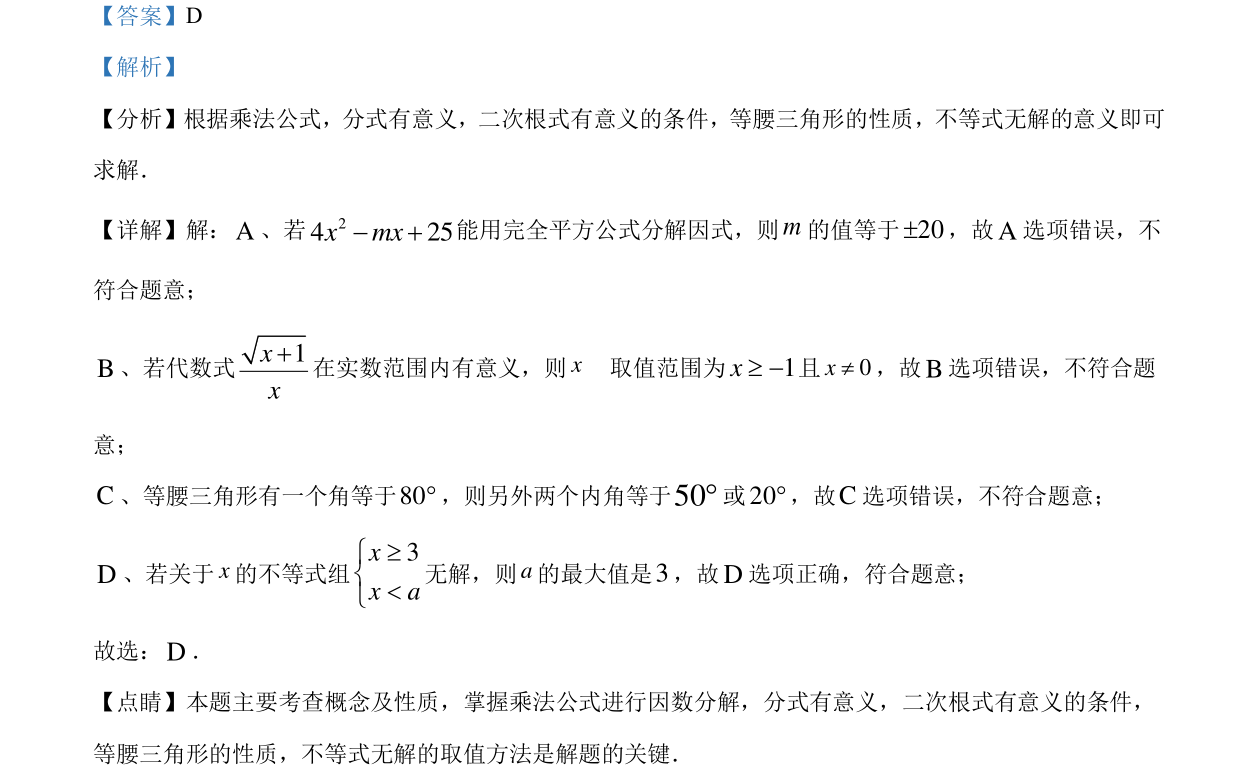 【答案】D
【解析】
【分析】根据乘法公式，分式有意义，二次根式有意义的条件，等腰三角形的性质，不等式无解的意义即可
求解．
【详解】解：A、若4x²－mx＋25能用完全平方公式分解因式，则m的值等于±20，故A选项错误，不
符合题意；
B、若代数式√(x+1)/x在实数范围内有意义，则x 取值范围为x≥－1且x≠0，故B选项错误，不符合题
意；
C、等腰三角形有一个角等于80°，则另外两个内角等于50°或20°，故C选项错误，不符合题意；
D、若关于x的不等式组{x≥3 x<a无解，则a的最大值是3，故D选项正确，符合题意；
故选：D．
【点睛】本题主要考查概念及性质，掌握乘法公式进行因数分解，分式有意义，二次根式有意义的条件，
等腰三角形的性质，不等式无解的取值方法是解题的关键．